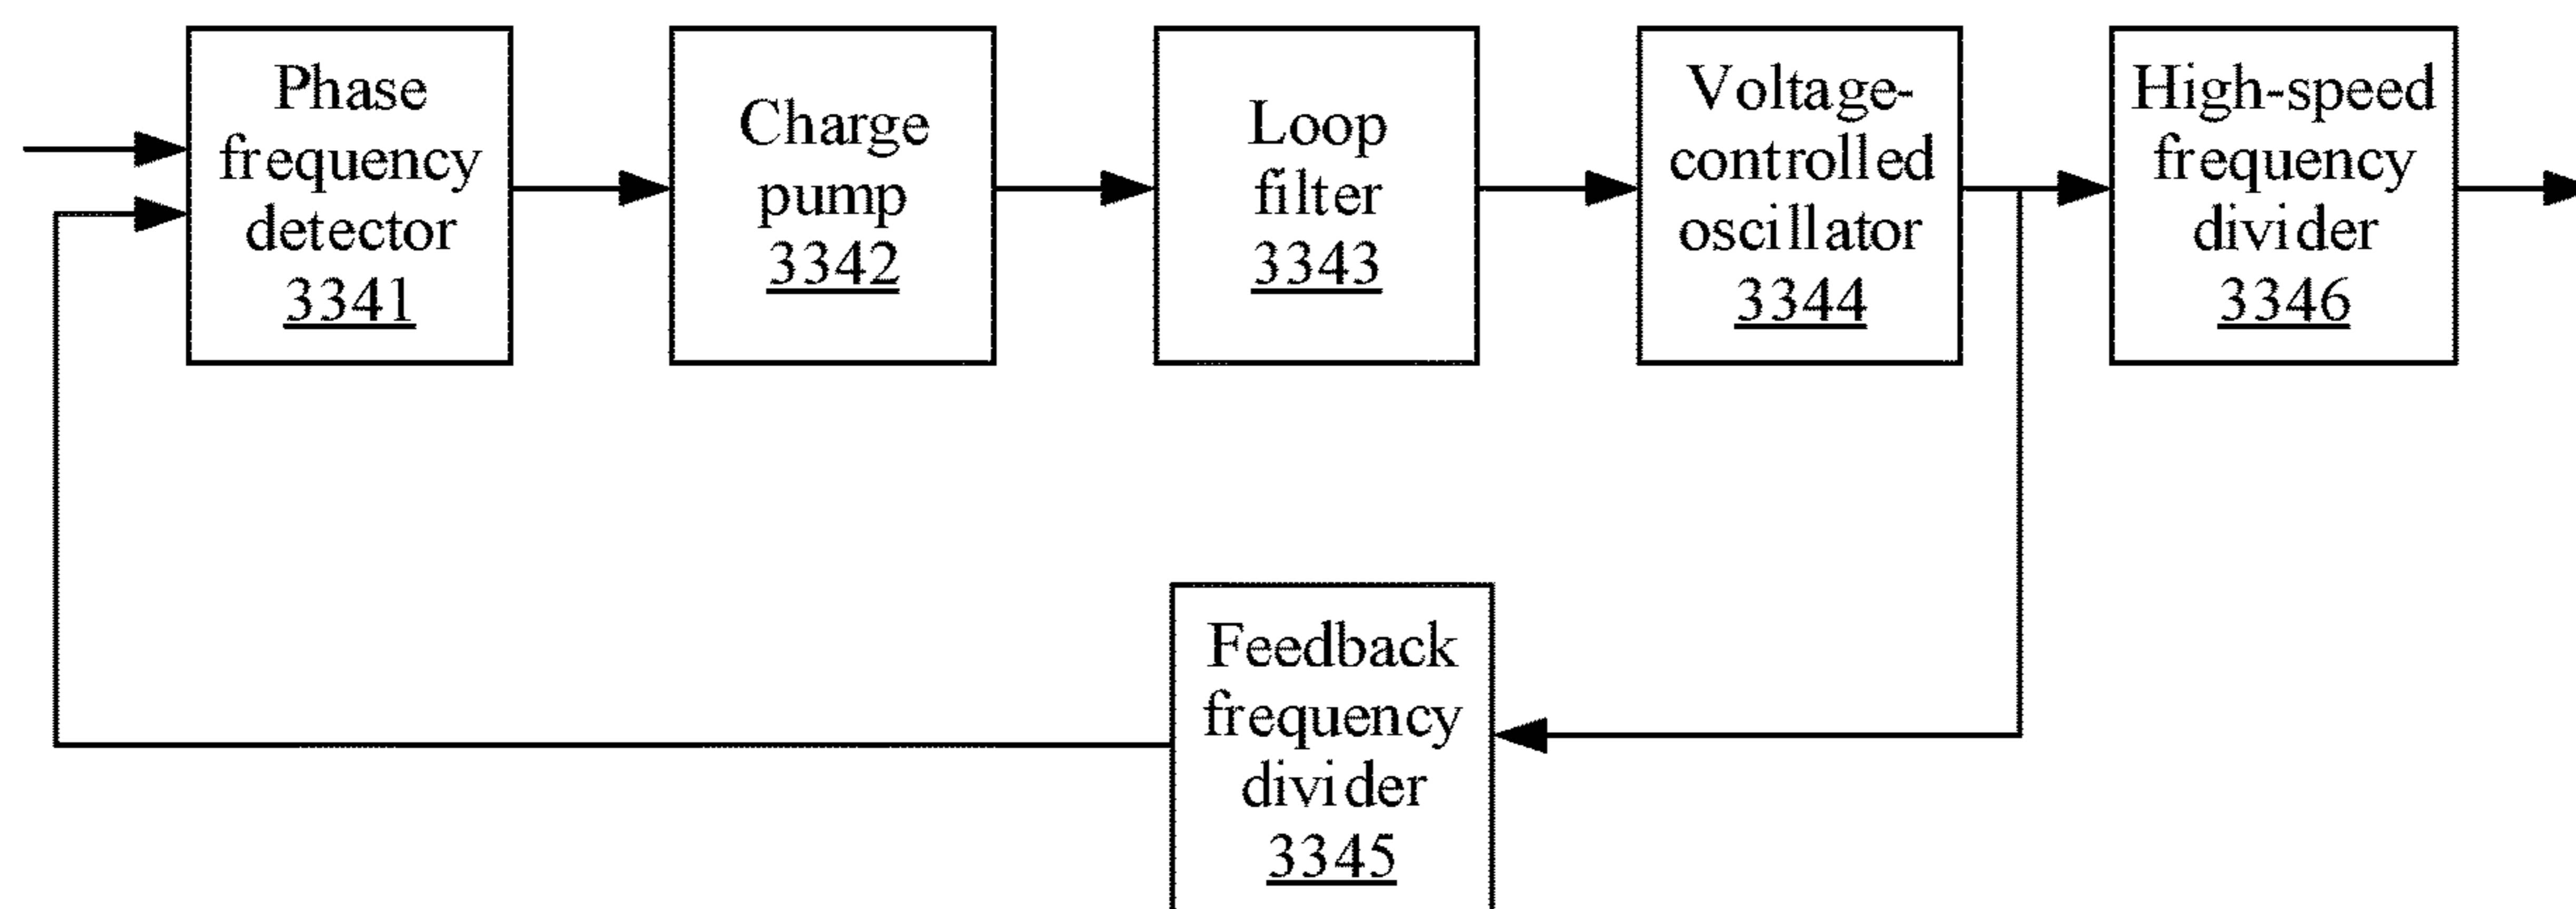 Phase
frequency
detector
3341
Charge
pump
3342
Loop
filter
3343
Voltage-
controlled
oscillator
3344
High-speed
frequency
divider
3346
Feedback
frequency
divider
3345